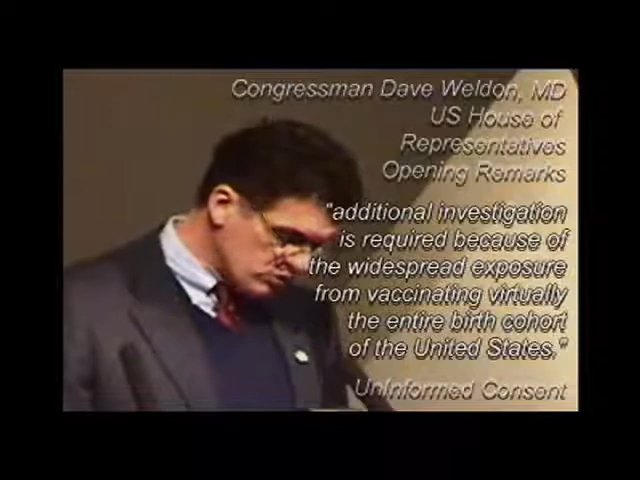 Congressman Dave Weldon, MD
US House of
Representatives
Opening Remarks
"additional investigation
is required because of
the widespread exposure
from vaccinating virtually
the entire birth cohort
of the United States."
UnInformed Consent